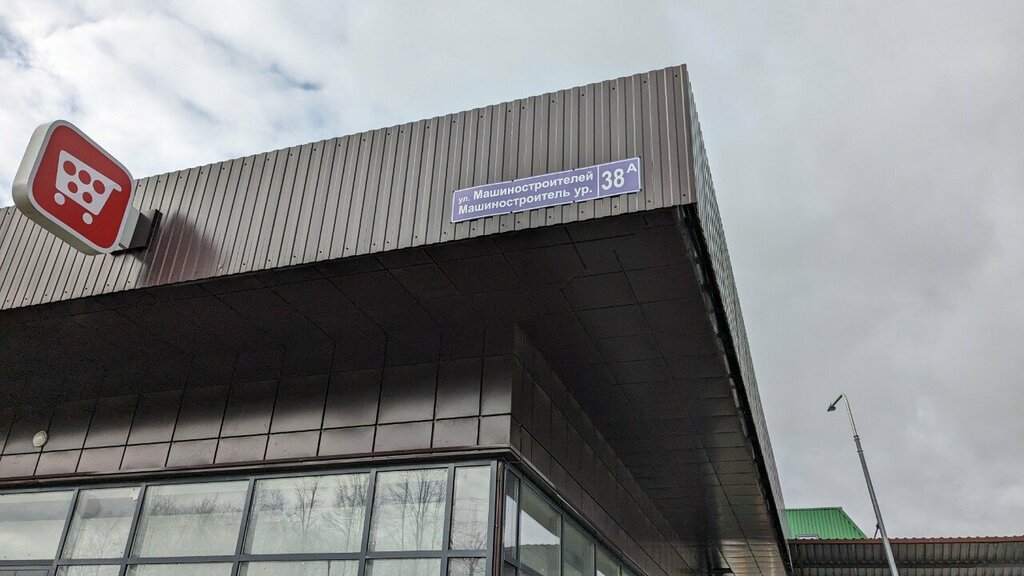 ул. Машиностроителей
Машиностроитель ур.
38А